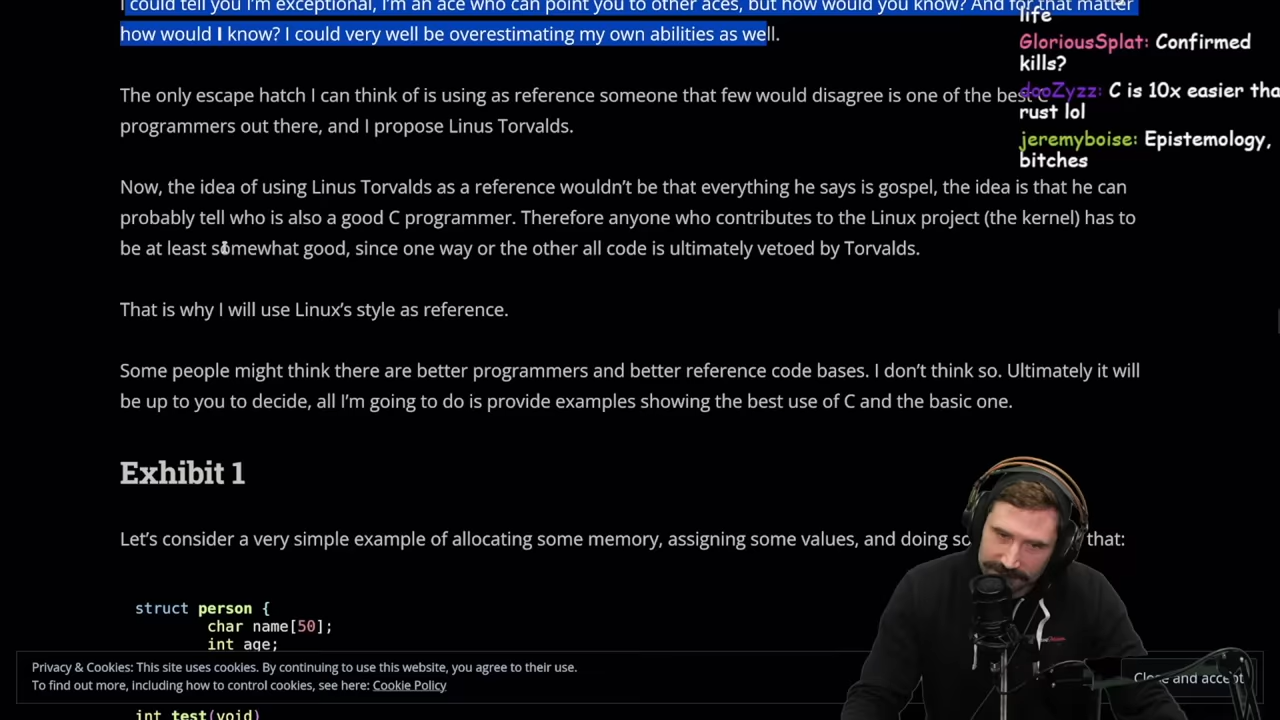 I could tell you I'm exceptional, I'm an ace who can point you to other aces, but how would you know? And for that matter
how would I know? I could very well be overestimating my own abilities as well.
The only escape hatch I can think of is using as reference someone that few would disagree is one of the best C
programmers out there, and I propose Linus Torvalds.
Now, the idea of using Linus Torvalds as a reference wouldn't be that everything he says is gospel, the idea is that he can
probably tell who is also a good C programmer. Therefore anyone who contributes to the Linux project (the kernel) has to
be at least somewhat good, since one way or the other all code is ultimately vetoed by Torvalds.
That is why I will use Linux's style as reference.
Some people might think there are better programmers and better reference code bases. I don't think so. Ultimately it will
be up to you to decide, all I'm going to do is provide examples showing the best use of C and the basic one.
Exhibit 1
Let's consider a very simple example of allocating some memory, assigning some values, and doing so that:
struct person {
char name[50];
int age;
int test(void)
Privacy & Cookies: This site uses cookies. By continuing to use this website, you agree to their use.
To find out more, including how to control cookies, see here: Cookie Policy
Close and accept
life
GloriousSplat: Confirmed
kills?
dooZyzz: C is 10x easier tha
rust lol
jeremyboise: Epistemology,
bitches